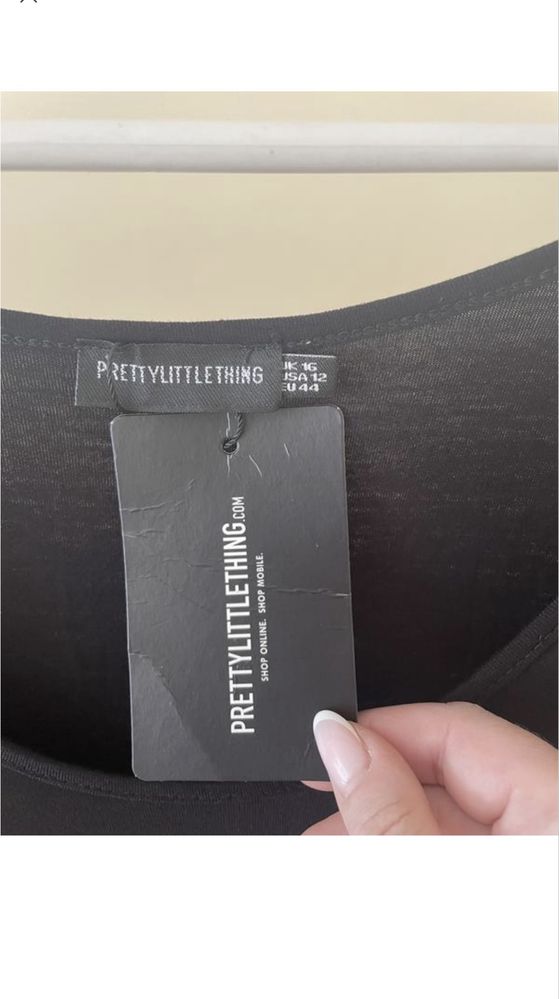 PRETTYLITTLETHING
UK 16
USA 12
EU 44
PRETTYLITTLETHING.COM
SHOP ONLINE. SHOP MOBILE.